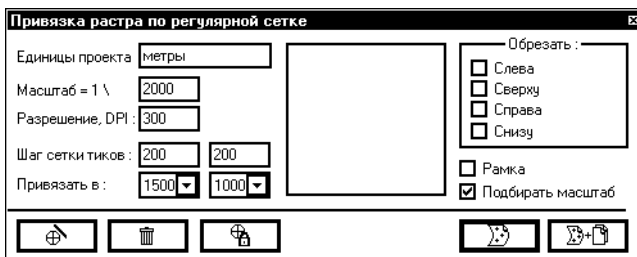 Привязка растра по регулярной сетке
Единицы проекта метры
Масштаб = 1 \ 2000
Разрешение, DPI : 300
Шаг сетки тиков : 200 200
Привязать в : 1500 1000
Обрезать :
Слева
Сверху
Справа
Снизу
Рамка
Подбирать масштаб